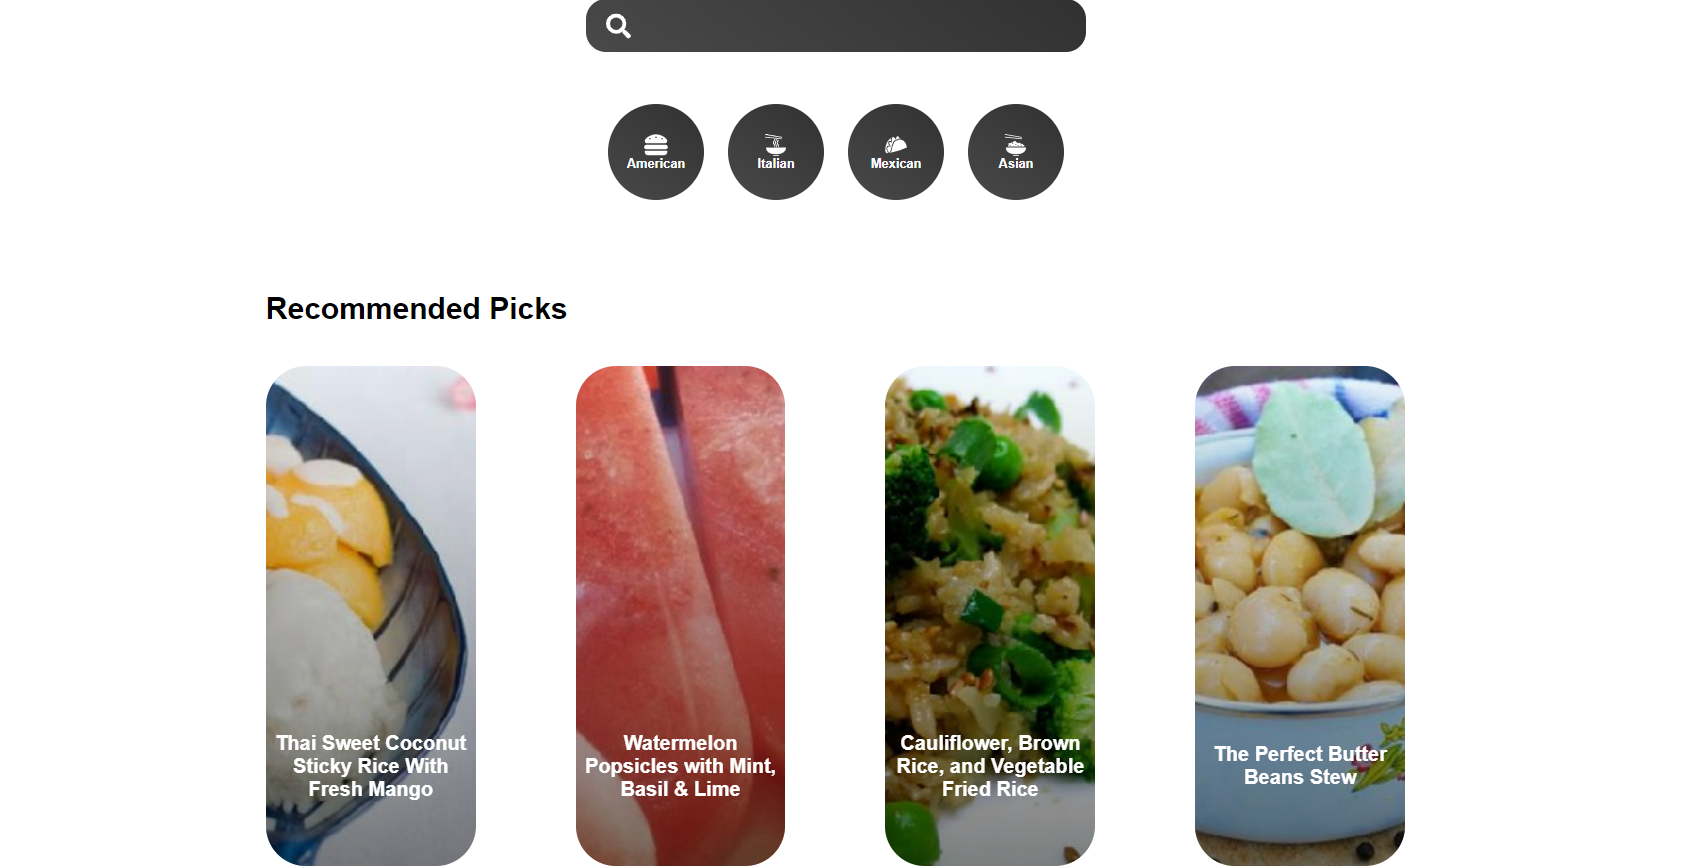 American
Italian
Mexican
Asian
Recommended Picks
Thai Sweet Coconut
Sticky Rice With
Fresh Mango
Watermelon
Popsicles with Mint,
Basil & Lime
Cauliflower, Brown
Rice, and Vegetable
Fried Rice
The Perfect Butter
Beans Stew